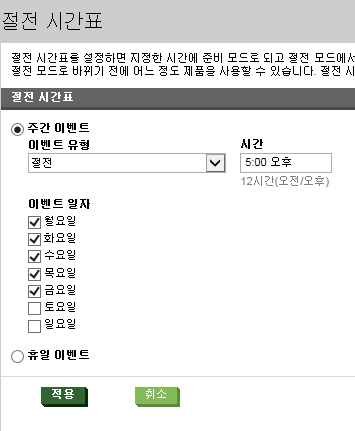 절전 시간표
절전 시간표를 설정하면 지정한 시간에 준비 모드로 되고 절전 모드에서
절전 모드로 바뀌기 전에 어느 정도 제품을 사용할 수 있습니다. 절전 시
절전 시간표
주간 이벤트
이벤트 유형 시간
절전 5:00 오후
12시간(오전/오후)
이벤트 일자
월요일
화요일
수요일
목요일
금요일
토요일
일요일
휴일 이벤트
적용 취소